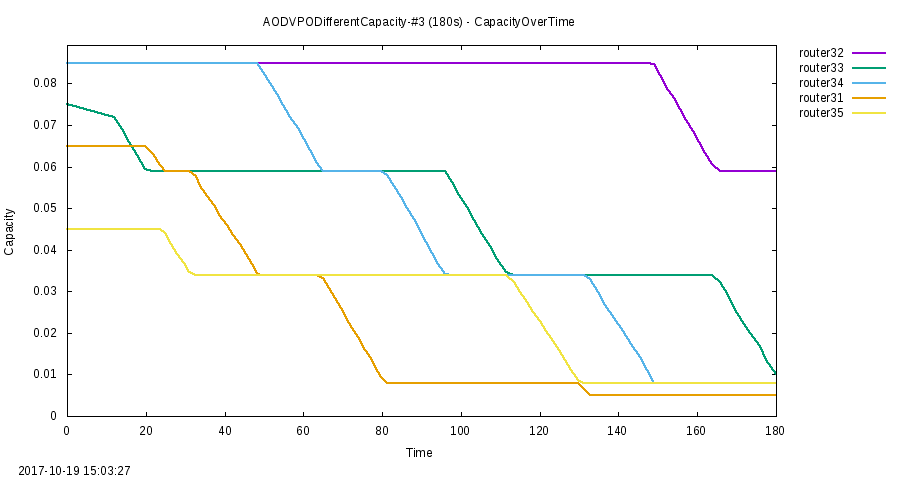 AODVPODifferentCapacity-#3 (180s) - CapacityOverTime
router32
router33
router34
router31
router35
0.08
0.07
0.06
0.05
0.04
0.03
0.02
0.01
0
Capacity
0 20 40 60 80 100 120 140 160 180
Time
2017-10-19 15:03:27